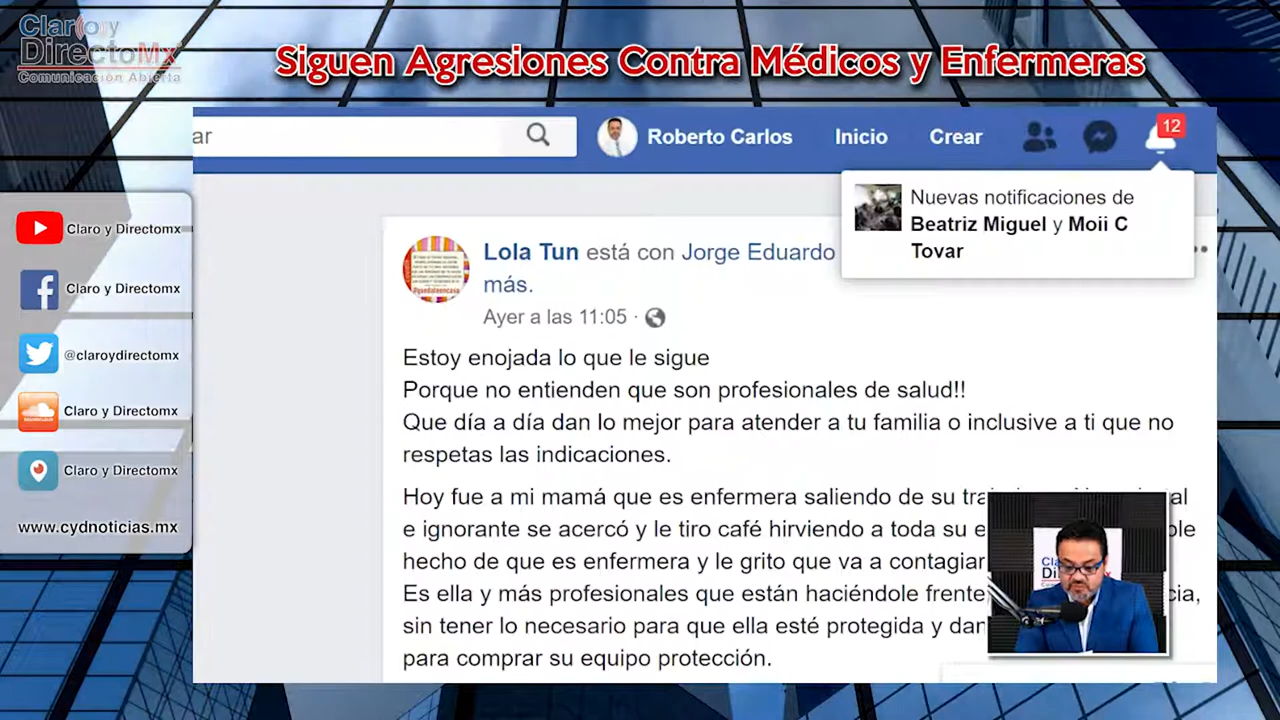 Claro y
DirectoMx
Comunicación Abierta
Siguen Agresiones Contra Médicos y Enfermeras
ar
Roberto Carlos
Inicio
Crear
12
Nuevas notificaciones de
Beatriz Miguel y Moii C
Tovar
Claro y Directomx
Claro y Directomx
@claroydirectomx
Claro y Directomx
Claro y Directomx
www.cydnoticias.mx
Lola Tun está con Jorge Eduardo
más.
Ayer a las 11:05 ·
Estoy enojada lo que le sigue
Porque no entienden que son profesionales de salud!!
Que día a día dan lo mejor para atender a tu familia o inclusive a ti que no
respetas las indicaciones.
Hoy fue a mi mamá que es enfermera saliendo de su
e ignorante se acercó y le tiro café hirviendo a toda su
hecho de que es enfermera y le grito que va a contagiar
Es ella y más profesionales que están haciéndole frente
sin tener lo necesario para que ella esté protegida y
para comprar su equipo protección.